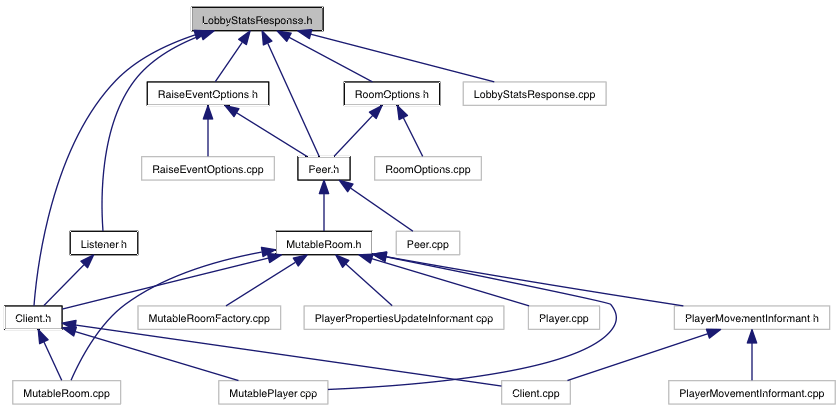 LobbyStatsResponse.h
RaiseEventOptions.h
RoomOptions.h
LobbyStatsResponse.cpp
RaiseEventOptions.cpp
Peer.h
RoomOptions.cpp
Listener.h
MutableRoom.h
Peer.cpp
Client.h
MutableRoomFactory.cpp
PlayerPropertiesUpdateInformant.cpp
Player.cpp
PlayerMovementInformant.h
MutableRoom.cpp
MutablePlayer.cpp
Client.cpp
PlayerMovementInformant.cpp